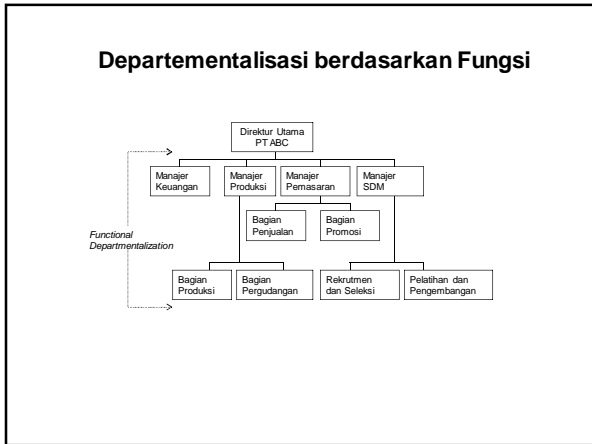 Departementalisasi berdasarkan Fungsi
Direktur Utama
PT ABC
Manajer
Keuangan
Manajer
Produksi
Manajer
Pemasaran
Manajer
SDM
Bagian
Penjualan
Bagian
Promosi
Functional
Departmentalization
Bagian
Produksi
Bagian
Pergudangan
Rekrutmen
dan Seleksi
Pelatihan dan
Pengembangan